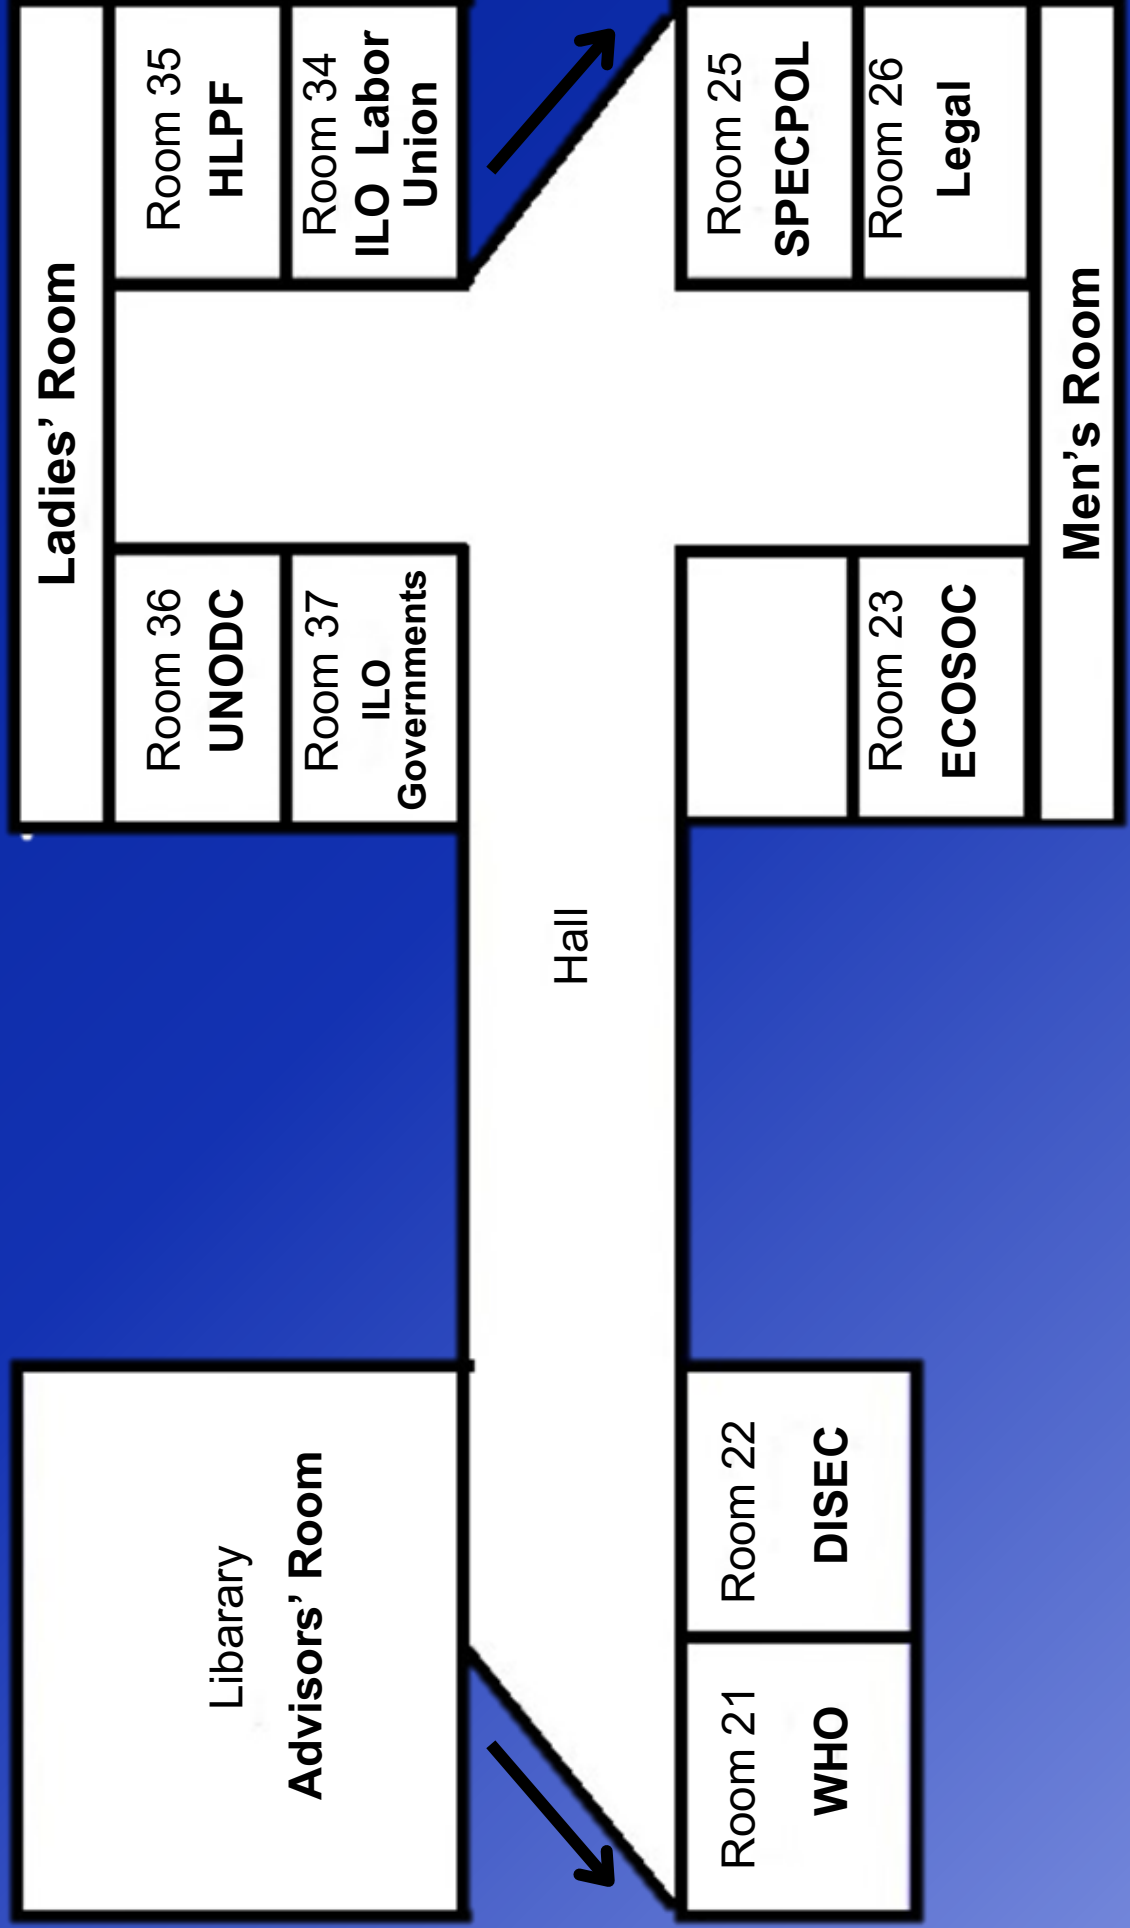 Ladies’ Room
Room 36
UNODC
Room 35
HLPF
Room 37
ILO
Governments
Room 34
ILO Labor
Union
Libarary
Advisors’ Room
Hall
Room 21
WHO
Room 22
DISEC
Room 25
SPECPOL
Room 23
ECOSOC
Room 26
Legal
Men’s Room